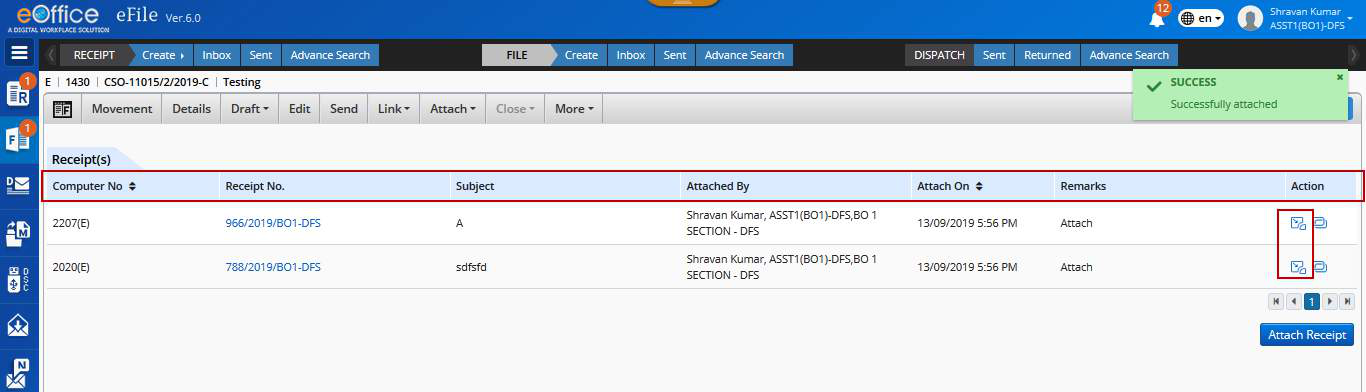 eOffice
A DIGITAL WORKPLACE SOLUTION
eFile Ver.6.0
12
en
Shravan Kumar
ASST1(BO1)-DFS
RECEIPT Create Inbox Sent Advance Search FILE Create Inbox Sent Advance Search DISPATCH Sent Returned Advance Search
E | 1430 | CSO-11015/2/2019-C | Testing
SUCCESS
Successfully attached
Movement Details Draft Edit Send Link Attach Close More
Receipt(s)
Computer No Receipt No. Subject Attached By Attach On Remarks Action
2207(E) 966/2019/BO1-DFS A Shravan Kumar, ASST1(BO1)-DFS,BO 1 13/09/2019 5:56 PM Attach
SECTION - DFS
2020(E) 788/2019/BO1-DFS sdfsfd Shravan Kumar, ASST1(BO1)-DFS,BO 1 13/09/2019 5:56 PM Attach
SECTION - DFS
1
Attach Receipt
1
R
1
F
D
M
D
S
C
N